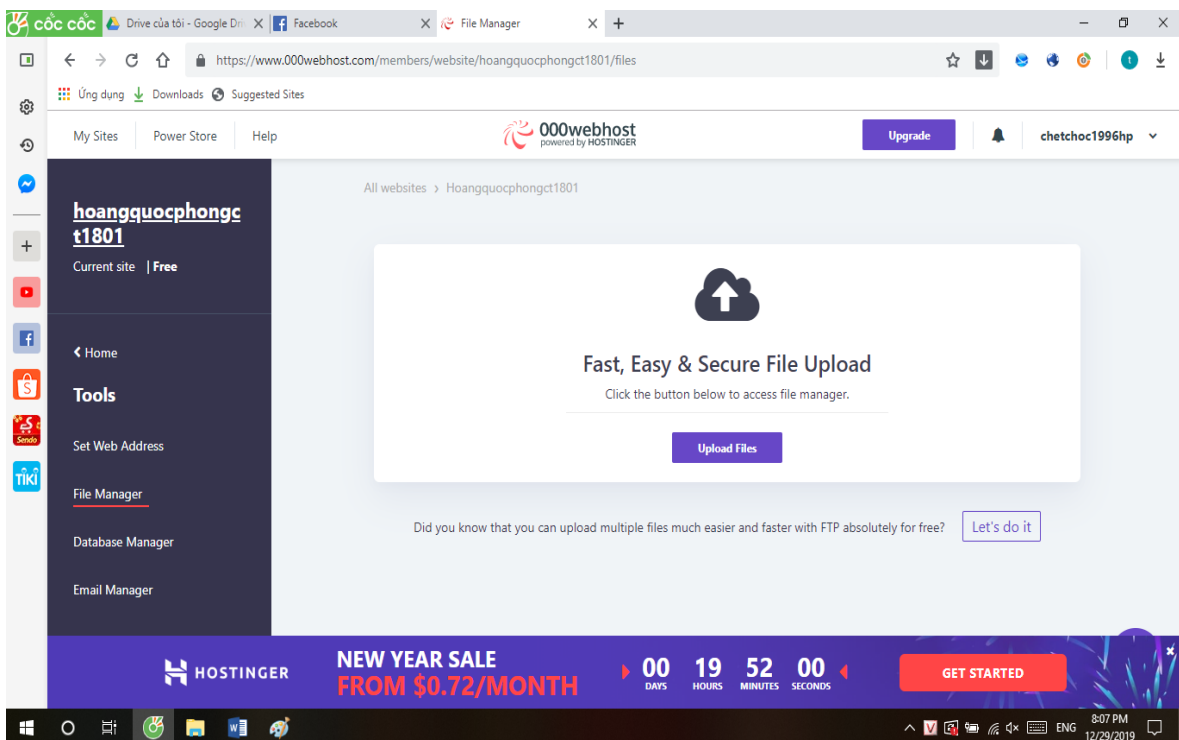 cốc cốc
Drive của tôi - Google Dri
Facebook
File Manager
https://www.000webhost.com/members/website/hoangquocphongct1801/files
t
Ứng dụng
Downloads
Suggested Sites
My Sites
Power Store
Help
000webhost
powered by HOSTINGER
Upgrade
chetchoc1996hp
hoangquocphongc
t1801
Current site | Free
All websites › Hoangquocphongct1801
Fast, Easy & Secure File Upload
Click the button below to access file manager.
Upload Files
Home
Tools
Set Web Address
File Manager
Database Manager
Email Manager
Sendo
TIKI
Did you know that you can upload multiple files much easier and faster with FTP absolutely for free?
Let's do it
HOSTINGER
NEW YEAR SALE
FROM $0.72/MONTH
00 19 52 00
DAYS HOURS MINUTES SECONDS
GET STARTED
ENG
8:07 PM
12/29/2019